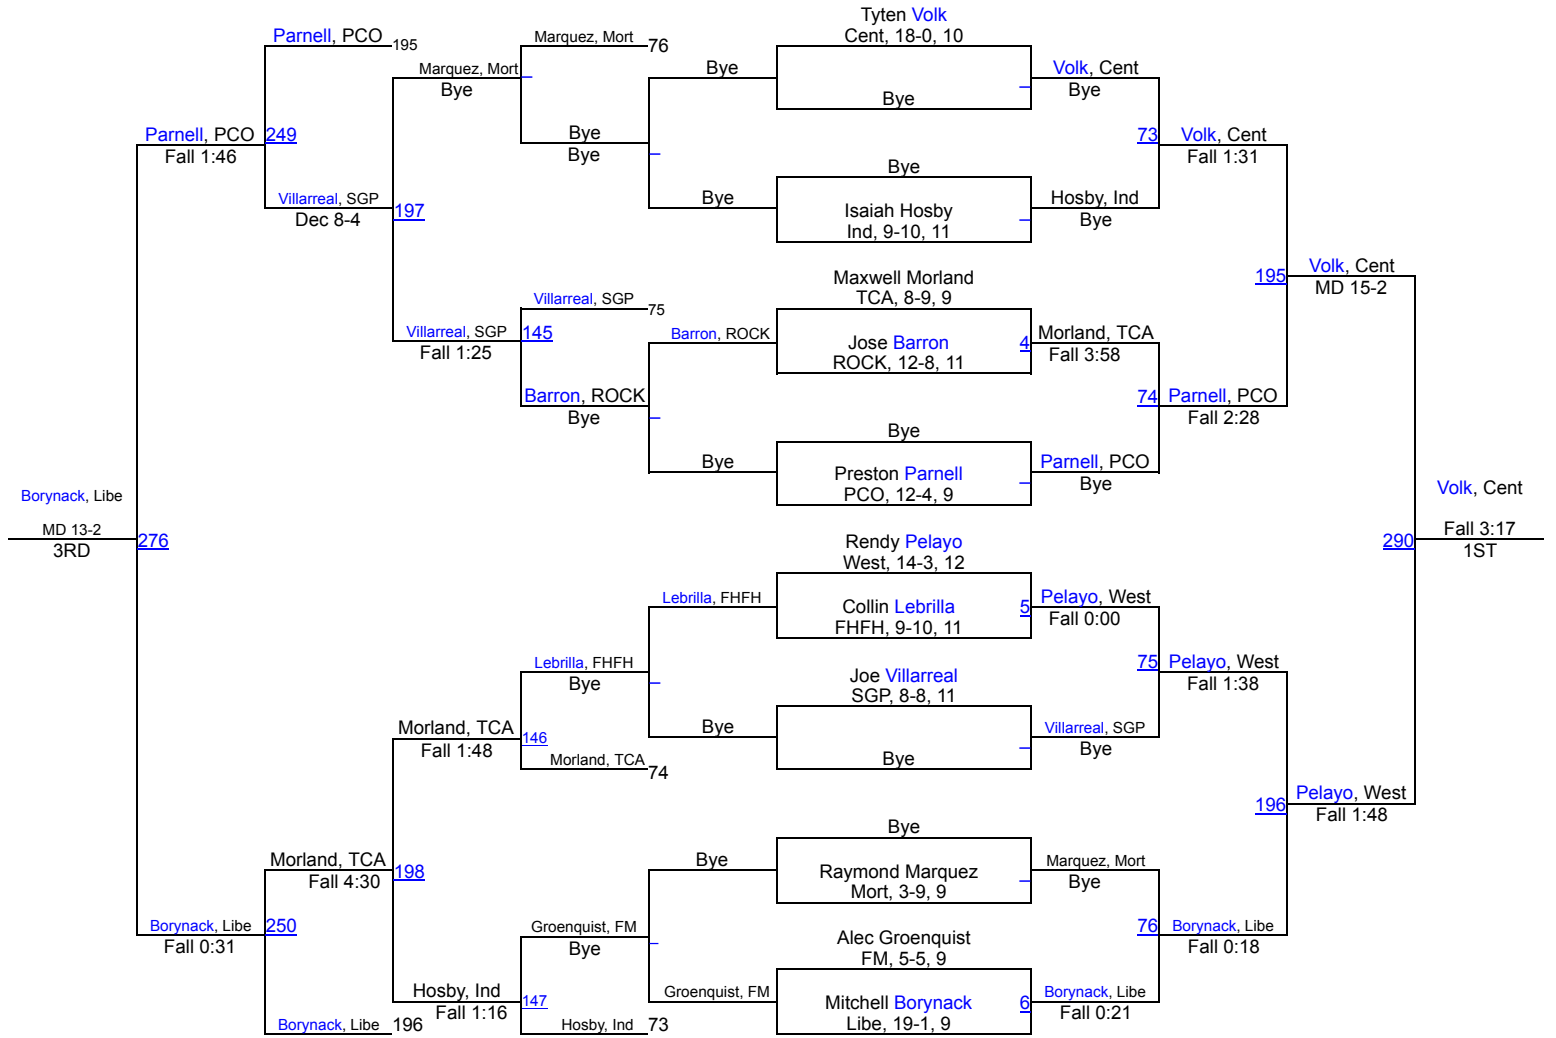 Tyten Volk
Parnell, PCO 195
Marquez, Mort 76
Cent, 18-0, 10
Marquez, Mort
Bye
Bye
Volk, Cent
Bye
Bye
Parnell, PCO 249
Fall 1:46
Bye
Bye
73 Volk, Cent
Fall 1:31
Bye
Villarreal, SGP 197
Dec 8-4
Bye
Isaiah Hosby
Ind, 9-10, 11
Hosby, Ind
Bye
Maxwell Morland
TCA, 8-9, 9
195 Volk, Cent
MD 15-2
Villarreal, SGP
75
Villarreal, SGP 145
Fall 1:25
Barron, ROCK
Jose Barron 4
ROCK, 12-8, 11
Morland, TCA
Fall 3:58
Barron, ROCK
Bye
74 Parnell, PCO
Fall 2:28
Bye
Bye
Preston Parnell
PCO, 12-4, 9
Parnell, PCO
Bye
Borynack, Libe
MD 13-2
3RD
276
Volk, Cent
290 Fall 3:17
1ST
Rendy Pelayo
West, 14-3, 12
Lebrilla, FHFH
Collin Lebrilla 5
FHFH, 9-10, 11
Pelayo, West
Fall 0:00
Lebrilla, FHFH
Bye
Joe Villarreal
SGP, 8-8, 11
75 Pelayo, West
Fall 1:38
Morland, TCA 146
Fall 1:48
Bye
Bye
Villarreal, SGP
Bye
Morland, TCA 74
196 Pelayo, West
Fall 1:48
Bye
Morland, TCA 198
Fall 4:30
Bye
Raymond Marquez
Mort, 3-9, 9
Marquez, Mort
Bye
Borynack, Libe 250
Fall 0:31
Groenquist, FM
Bye
Alec Groenquist
FM, 5-5, 9
76 Borynack, Libe
Fall 0:18
Hosby, Ind 147
Fall 1:16
Groenquist, FM
Mitchell Borynack 6
Libe, 19-1, 9
Borynack, Libe
Fall 0:21
Borynack, Libe 196
Hosby, Ind 73